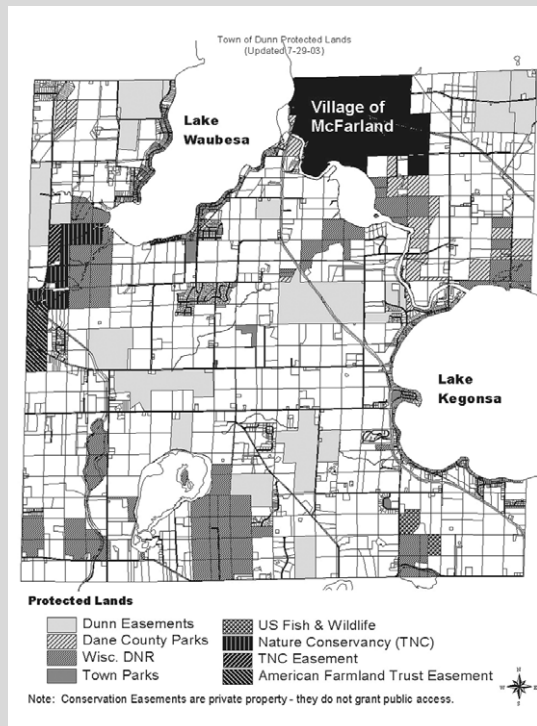 Town of Dunn Protected Lands
(Updated 7-29-03)
Village of
McFarland
Lake
Waubesa
Lake
Kegonsa
Protected Lands
Dunn Easements
Dane County Parks
Wisc. DNR
Town Parks
US Fish & Wildlife
Nature Conservancy (TNC)
TNC Easement
American Farmland Trust Easement
N
W E
S
Note: Conservation Easements are private property - they do not grant public access.